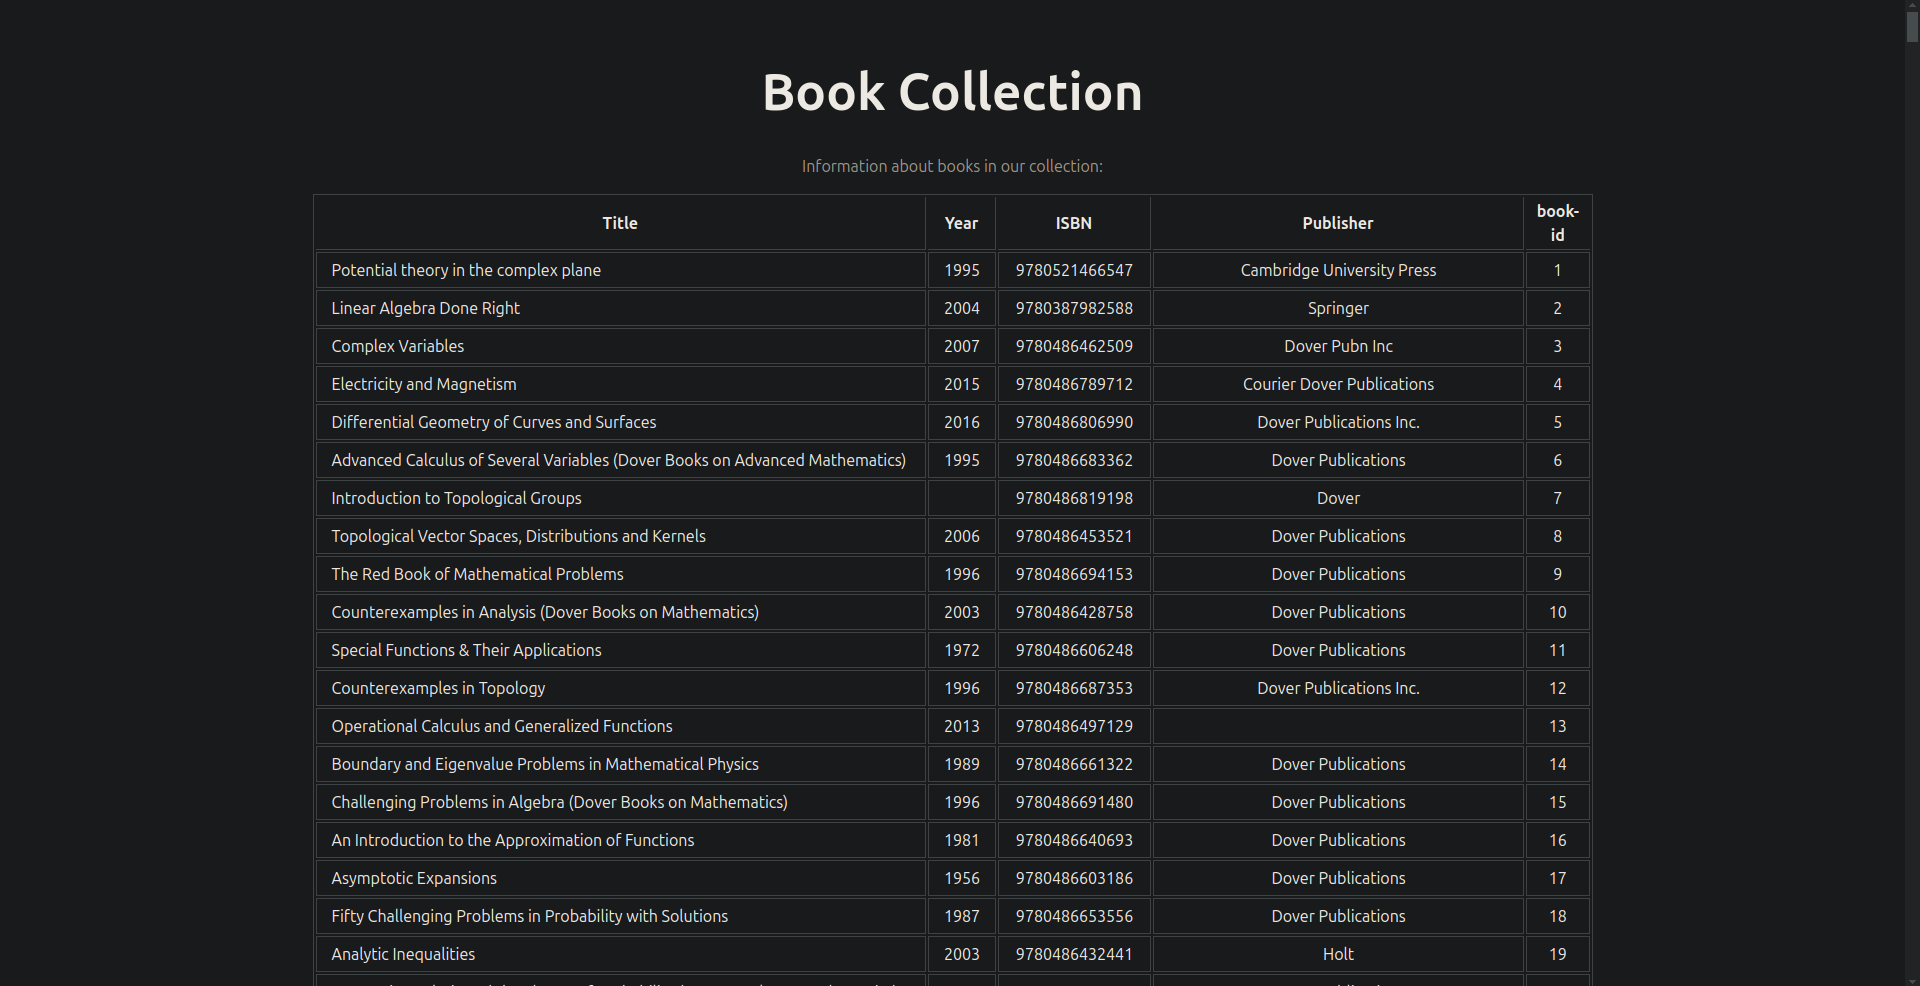 Book Collection
Information about books in our collection:
Title Year ISBN Publisher book-
id
Potential theory in the complex plane 1995 9780521466547 Cambridge University Press 1
Linear Algebra Done Right 2004 9780387982588 Springer 2
Complex Variables 2007 9780486462509 Dover Pubn Inc 3
Electricity and Magnetism 2015 9780486789712 Courier Dover Publications 4
Differential Geometry of Curves and Surfaces 2016 9780486806990 Dover Publications Inc. 5
Advanced Calculus of Several Variables (Dover Books on Advanced Mathematics) 1995 9780486683362 Dover Publications 6
Introduction to Topological Groups 9780486819198 Dover 7
Topological Vector Spaces, Distributions and Kernels 2006 9780486453521 Dover Publications 8
The Red Book of Mathematical Problems 1996 9780486694153 Dover Publications 9
Counterexamples in Analysis (Dover Books on Mathematics) 2003 9780486428758 Dover Publications 10
Special Functions & Their Applications 1972 9780486606248 Dover Publications 11
Counterexamples in Topology 1996 9780486687353 Dover Publications Inc. 12
Operational Calculus and Generalized Functions 2013 9780486497129 13
Boundary and Eigenvalue Problems in Mathematical Physics 1989 9780486661322 Dover Publications 14
Challenging Problems in Algebra (Dover Books on Mathematics) 1996 9780486691480 Dover Publications 15
An Introduction to the Approximation of Functions 1981 9780486640693 Dover Publications 16
Asymptotic Expansions 1956 9780486603186 Dover Publications 17
Fifty Challenging Problems in Probability with Solutions 1987 9780486653556 Dover Publications 18
Analytic Inequalities 2003 9780486432441 Holt 19